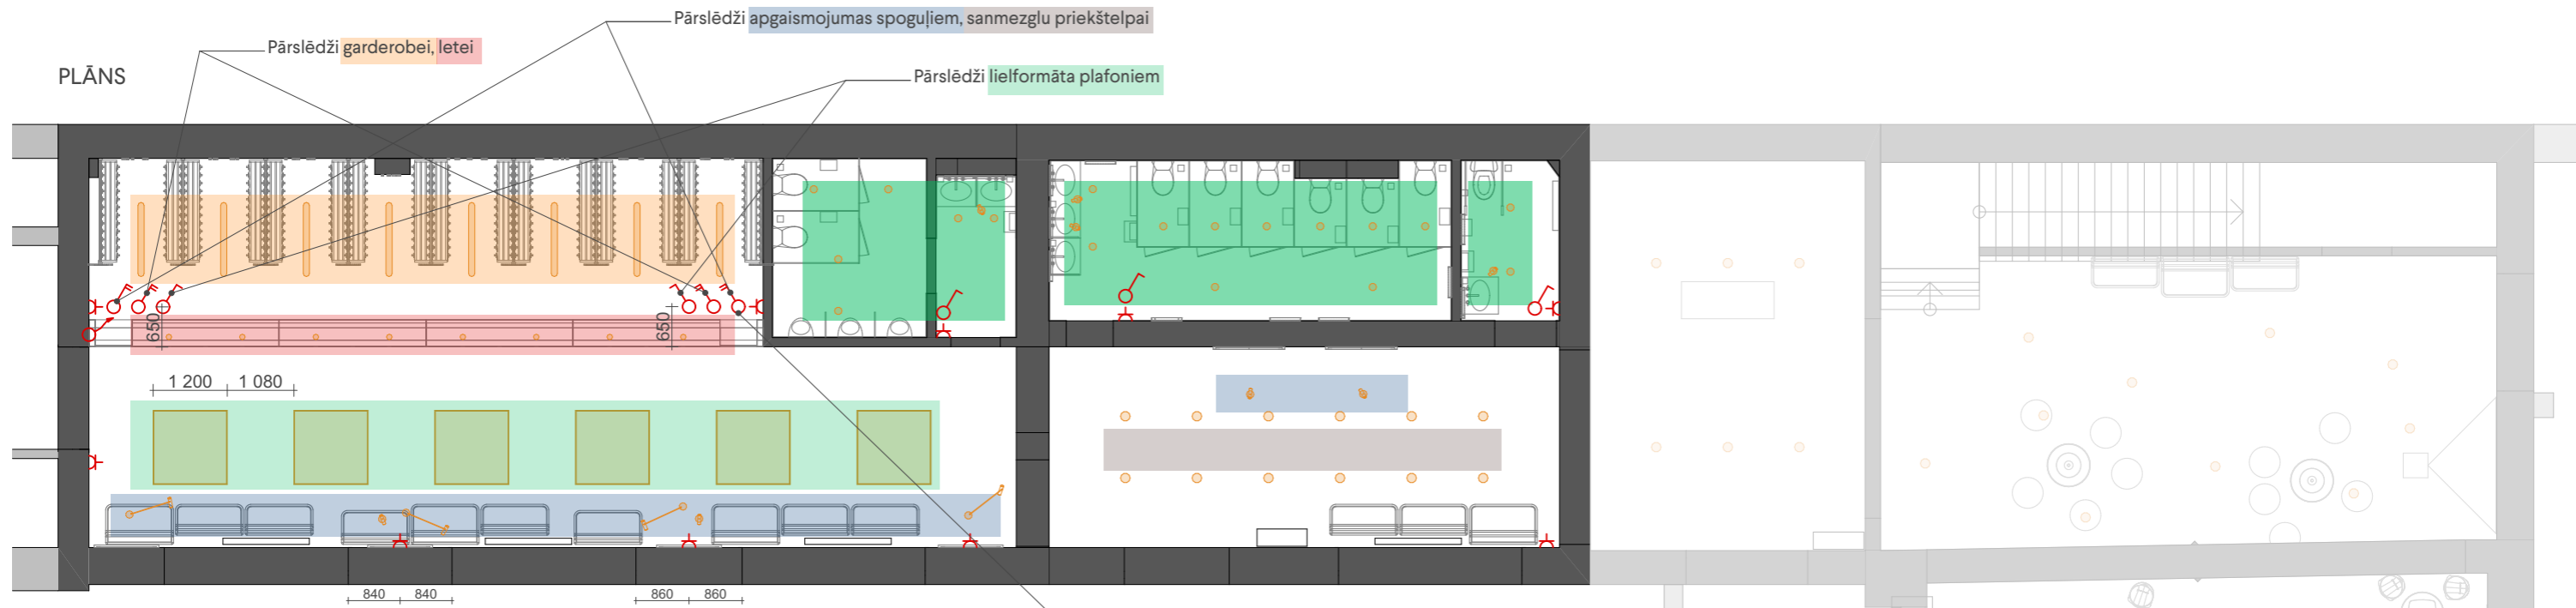 Pārslēdži apgaismojumas spoguļiem, sanmezglu priekštelpai
Pārslēdži garderobei, letei
PLĀNS
Pārslēdži lielformāta plafoniem
650
650
1 200
1 080
840
840
860
860